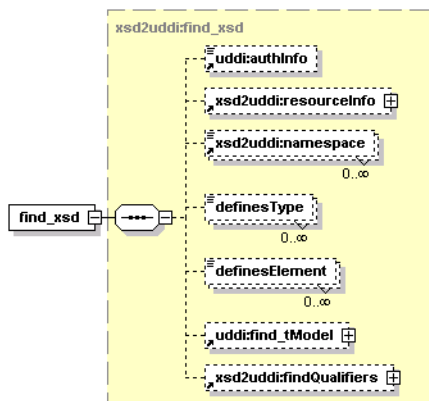 xsd2uddi:find_xsd
uddi:authInfo
xsd2uddi:resourceInfo
xsd2uddi:namespace
0..∞
find_xsd
definesType
0..∞
definesElement
0..∞
uddi:find_tModel
xsd2uddi:findQualifiers